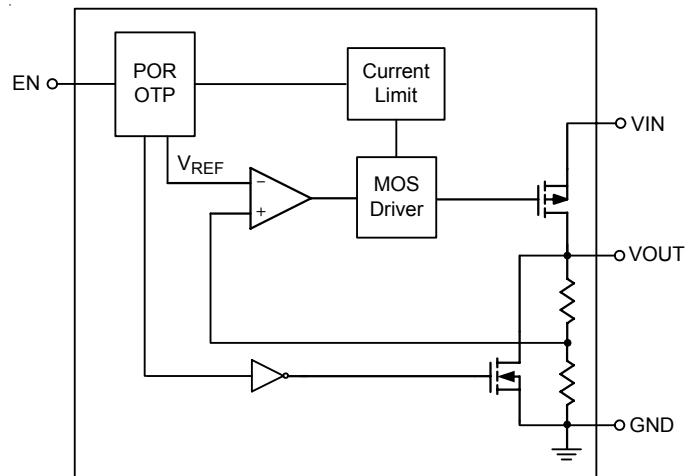 POR
OTP
EN
Current
Limit
VIN
VREF
−
+
MOS
Driver
VOUT
GND